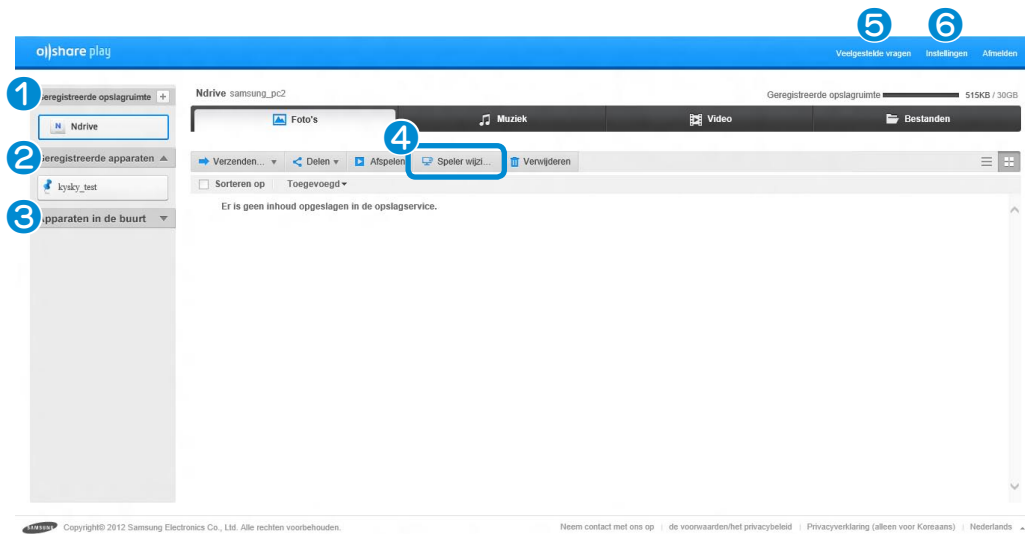 5 6
allshare play Veelgestelde vragen Instellingen Afmelden
1 Geregistreerde opslagruimte +
N Ndrive
2 Geregistreerde apparaten
kysky_test
3 Apparaten in de buurt
Ndrive samsung_pc2 Geregistreerde opslagruimte 515KB / 30GB
Foto's Muziek Video Bestanden
4
Verzenden... Delen Afspelen Speler wijzi... Verwijderen
Sorteren op Toegevoegd
Er is geen inhoud opgeslagen in de opslagservice.
SAMSUNG Copyright© 2012 Samsung Electronics Co., Ltd. Alle rechten voorbehouden. Neem contact met ons op | de voorwaarden/het privacybeleid | Privacyverklaring (alleen voor Koreaans) | Nederlands